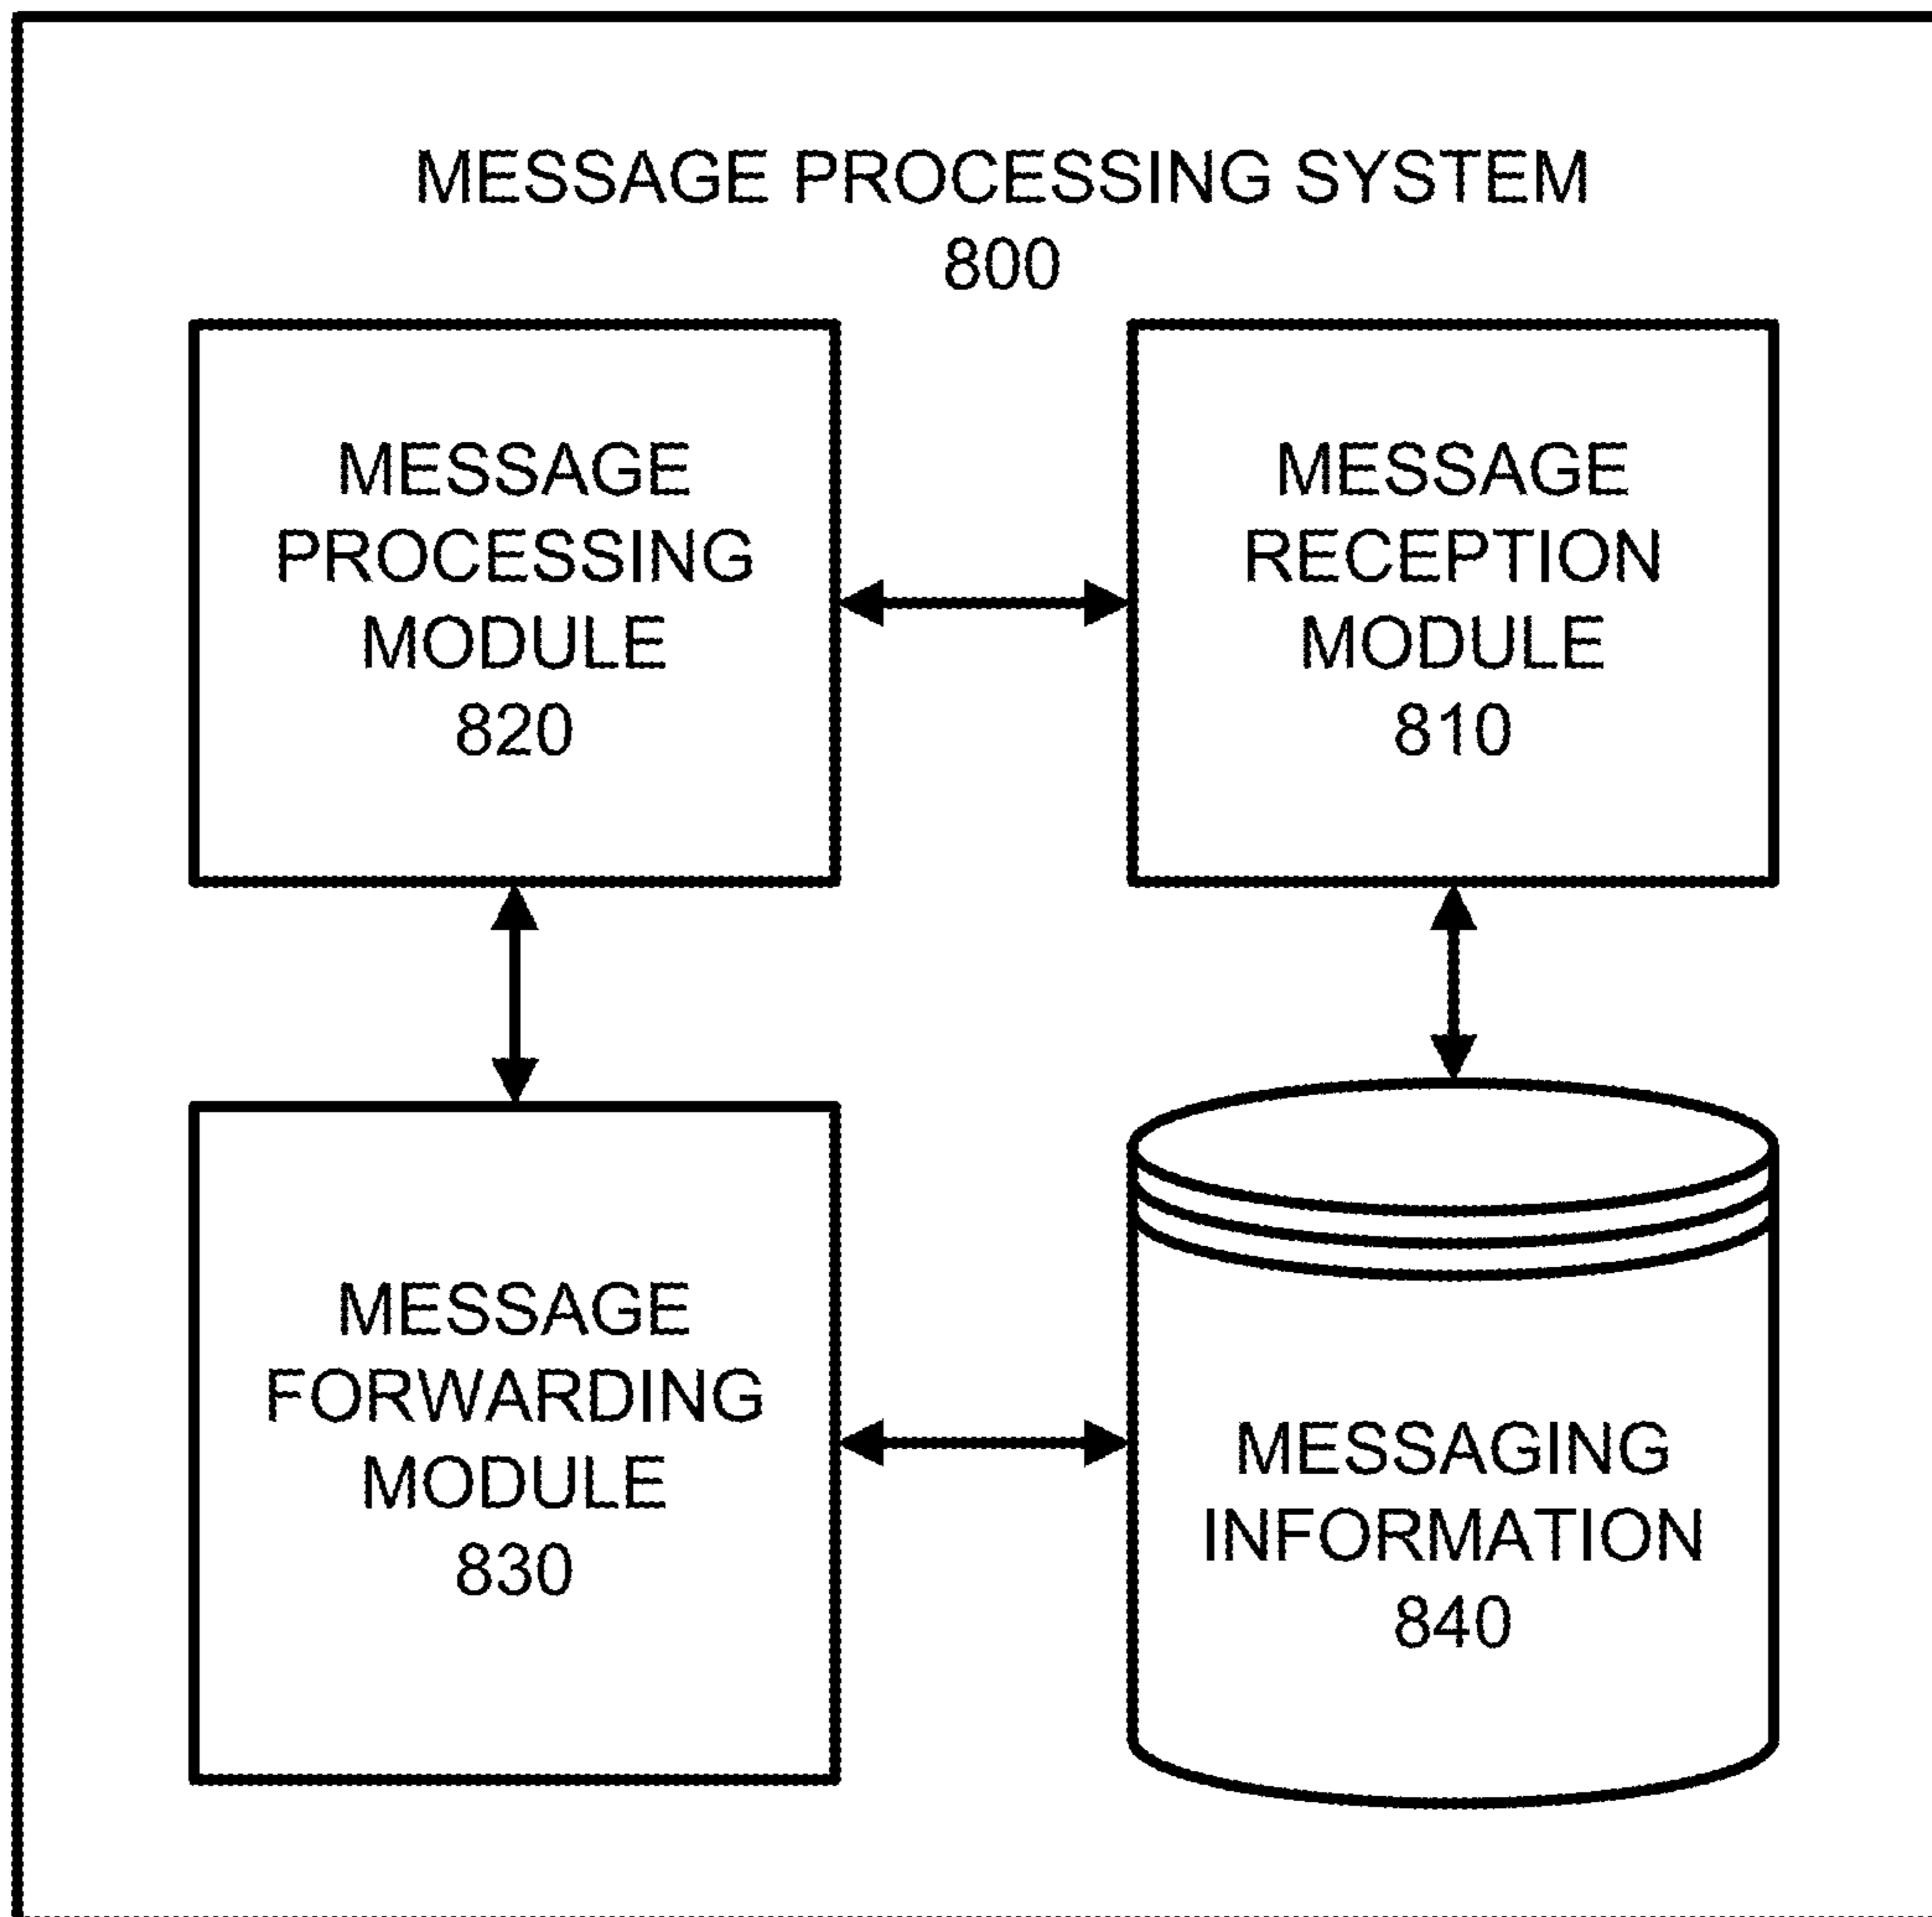 MESSAGE PROCESSING SYSTEM
800
MESSAGE
PROCESSING
MODULE
820
MESSAGE
RECEPTION
MODULE
810
MESSAGE
FORWARDING
MODULE
830
MESSAGING
INFORMATION
840